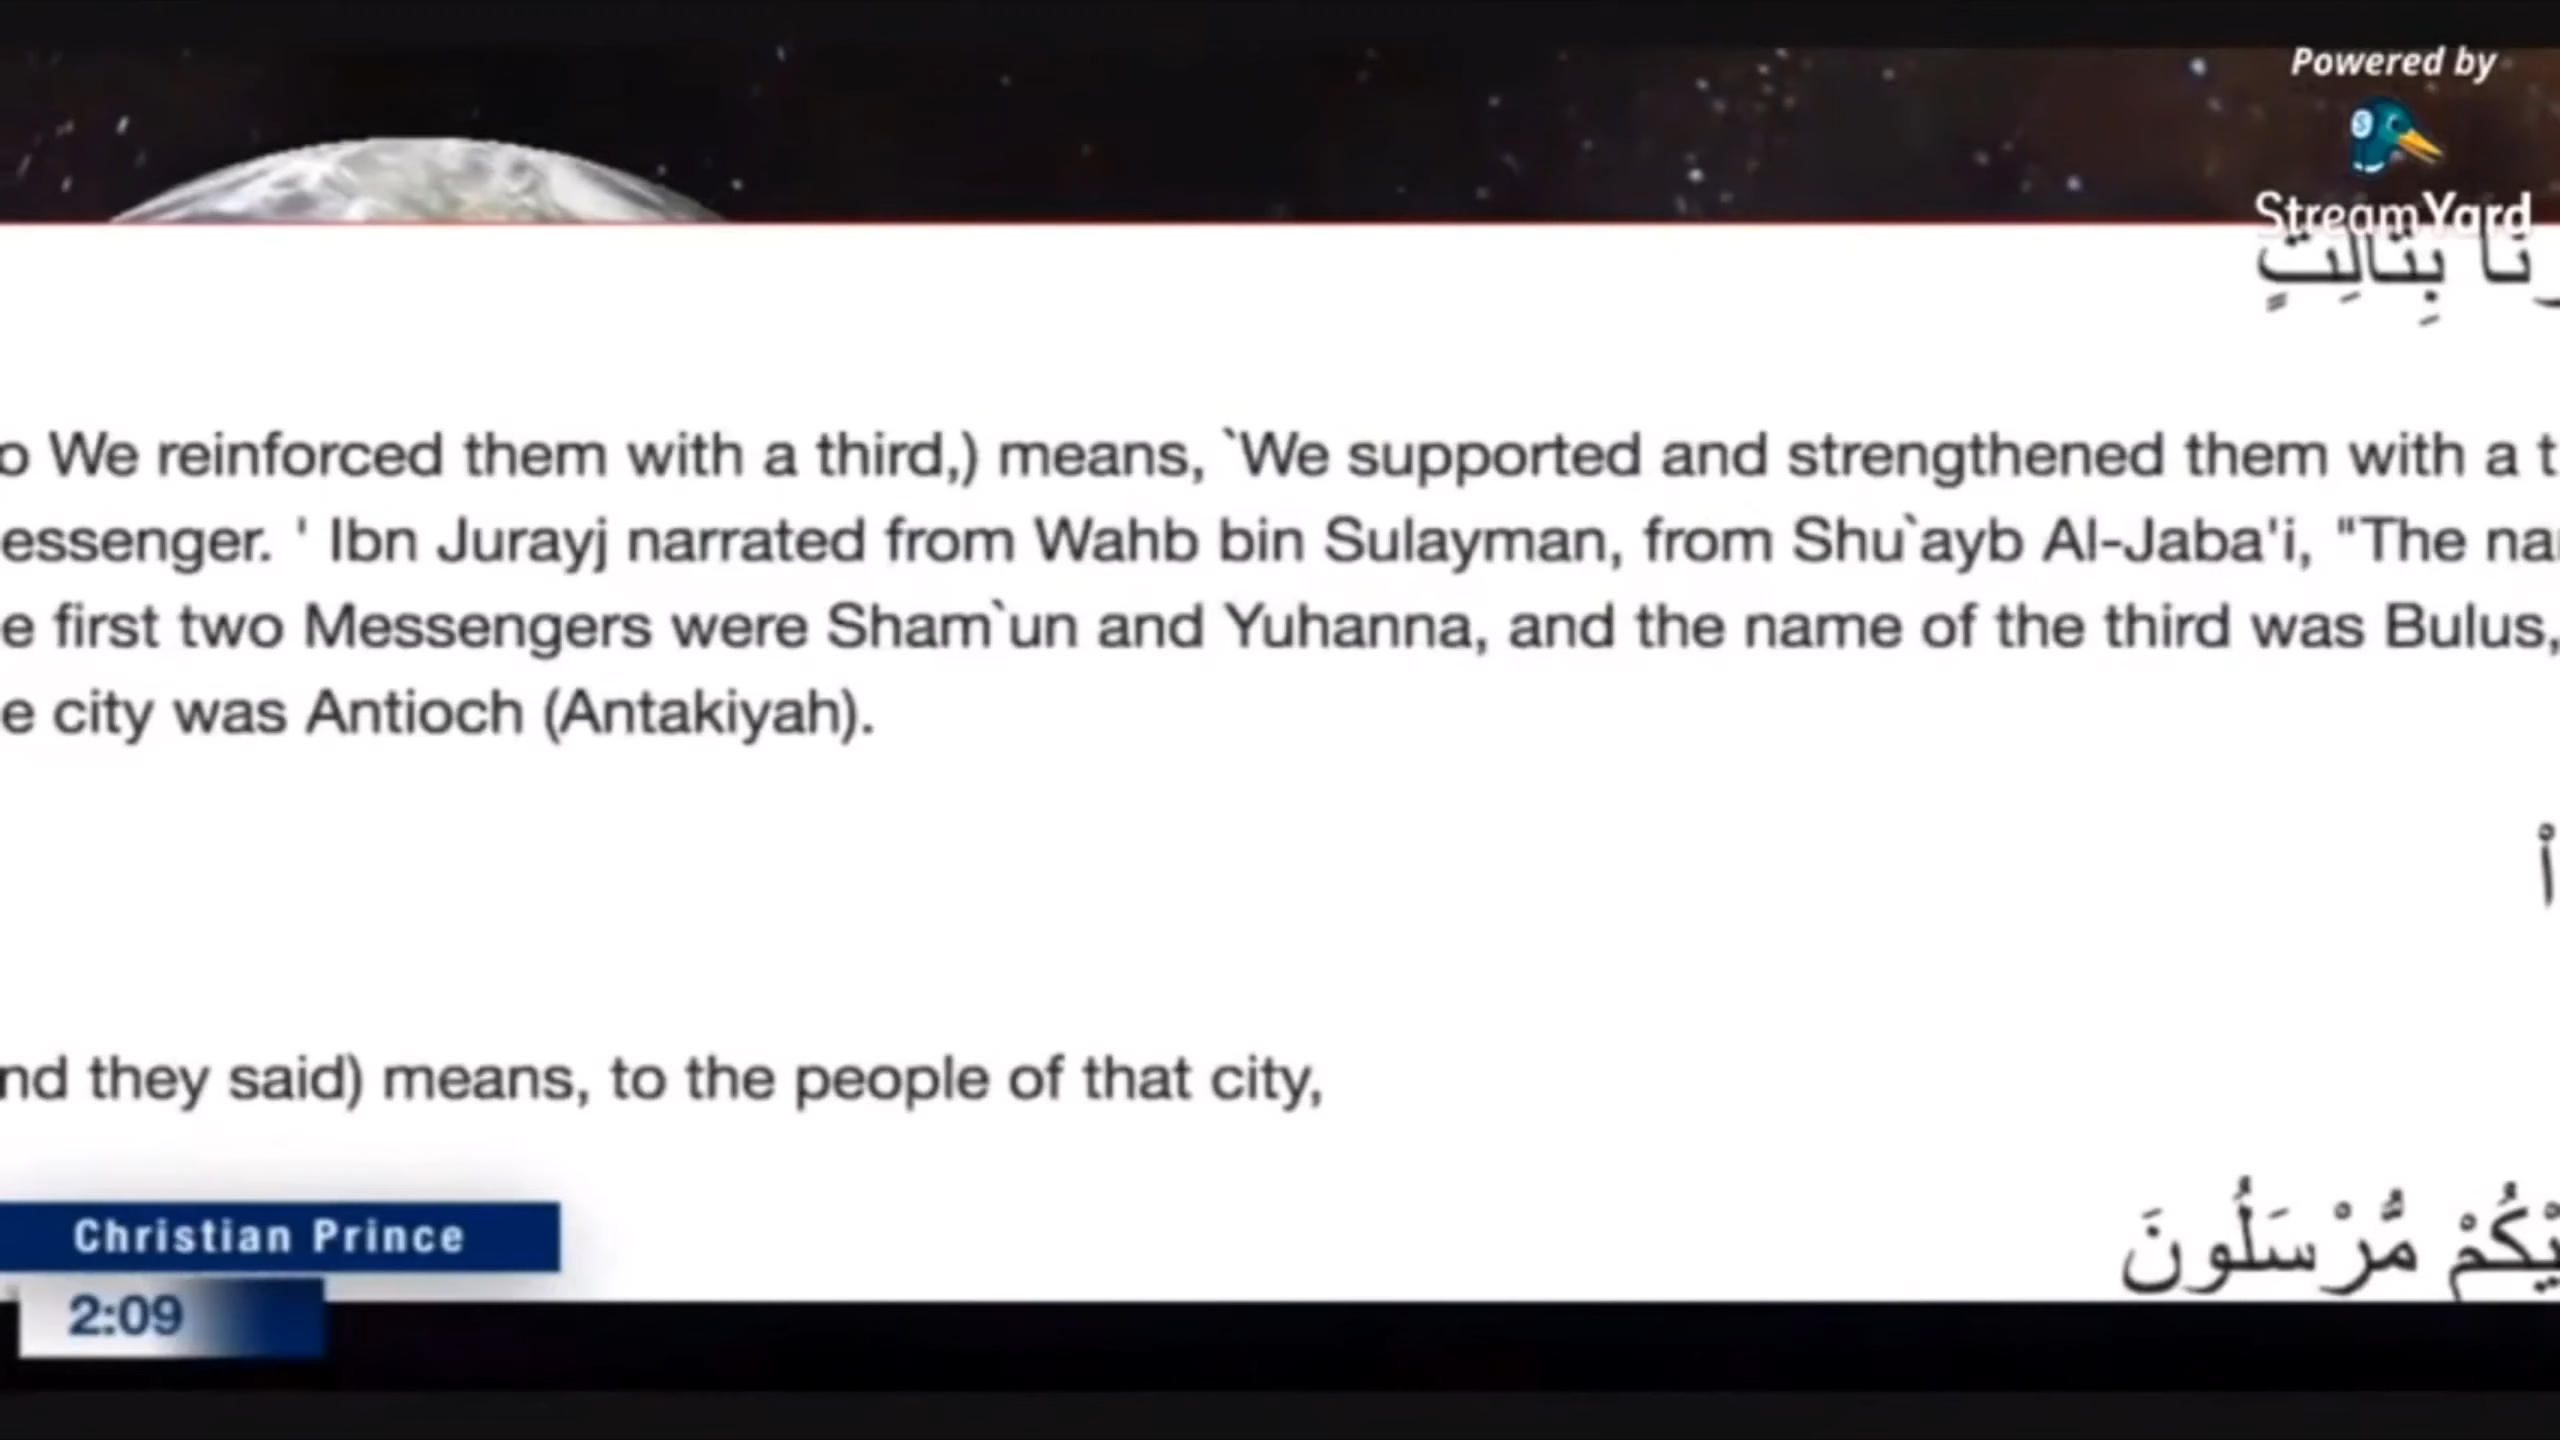 Powered by
StreamYard
نَا بِثَالِثٍ
o We reinforced them with a third,) means, `We supported and strengthened them with a t
essenger. ' Ibn Jurayj narrated from Wahb bin Sulayman, from Shu`ayb Al-Jaba'i, "The na
e first two Messengers were Sham`un and Yuhanna, and the name of the third was Bulus,
e city was Antioch (Antakiyah).
nd they said) means, to the people of that city,
يْكُمْ مُّرْسَلُونَ
Christian Prince
2:09